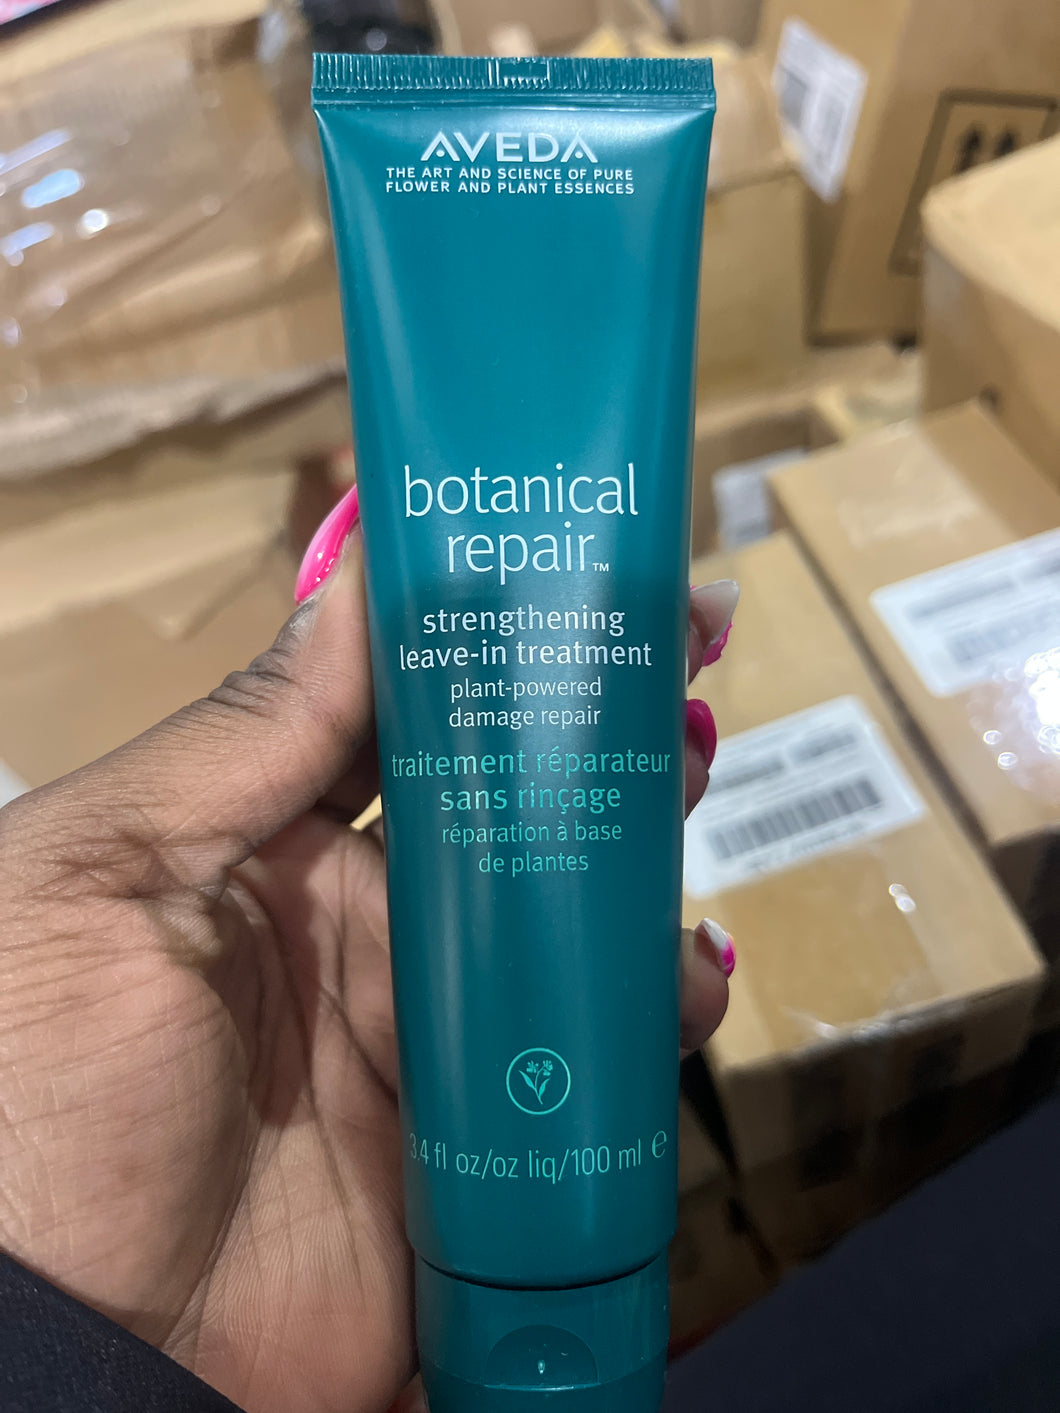 AVEDA
THE ART AND SCIENCE OF PURE
FLOWER AND PLANT ESSENCES
botanical
repair™
strengthening
leave-in treatment
plant-powered
damage repair
traitement réparateur
sans rinçage
réparation à base
de plantes
3.4 fl oz/oz liq/100 ml ℮